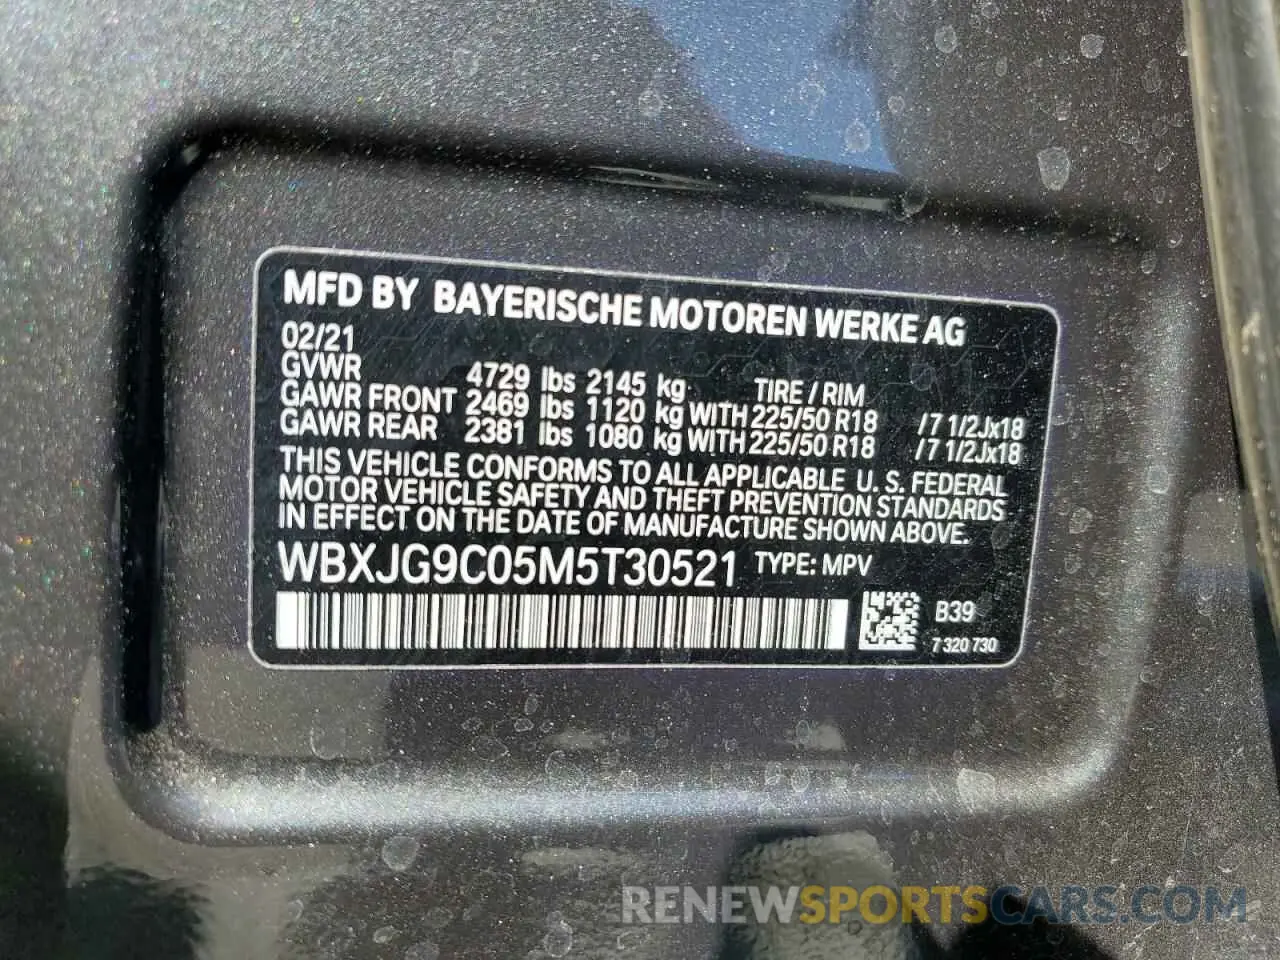 MFD BY BAYERISCHE MOTOREN WERKE AG
02/21
GVWR 4729 lbs 2145 kg TIRE / RIM
GAWR FRONT 2469 lbs 1120 kg WITH 225/50 R18 /7 1/2Jx18
GAWR REAR 2381 lbs 1080 kg WITH 225/50 R18 /7 1/2Jx18
THIS VEHICLE CONFORMS TO ALL APPLICABLE U. S. FEDERAL
MOTOR VEHICLE SAFETY AND THEFT PREVENTION STANDARDS
IN EFFECT ON THE DATE OF MANUFACTURE SHOWN ABOVE.
WBXJG9C05M5T30521 TYPE: MPV
B39
7 320 730
RENEWSPORTSCARS.COM